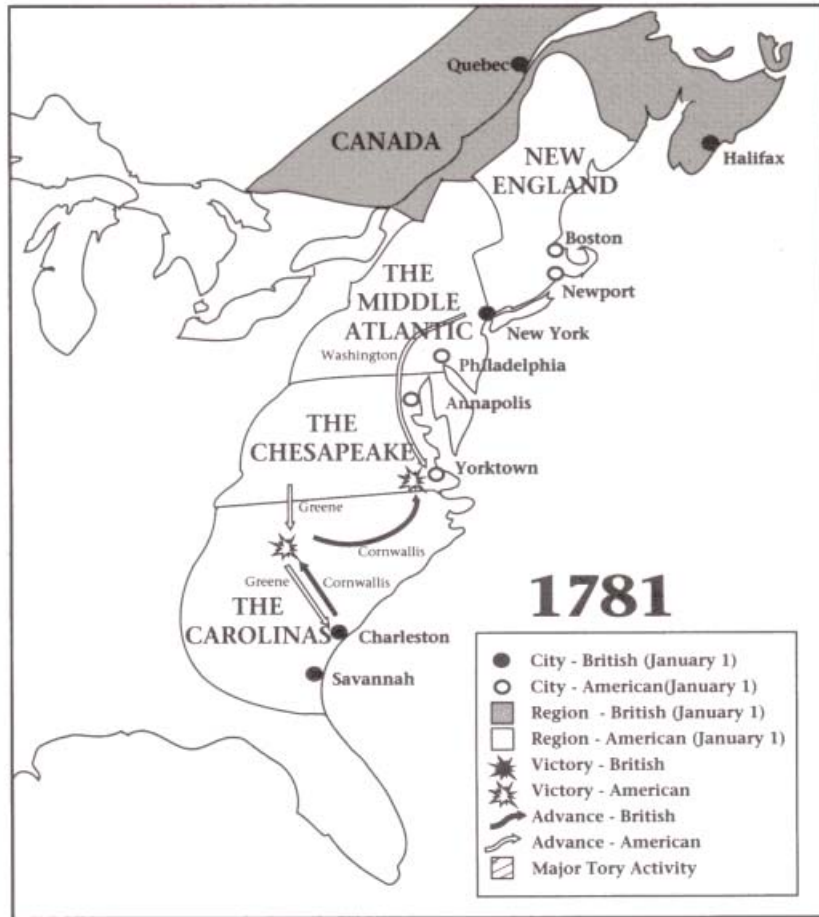 Quebec
CANADA
NEW
ENGLAND
Halifax
Boston
Newport
THE
MIDDLE
ATLANTIC
New York
Washington
Philadelphia
Annapolis
THE
CHESAPEAKE
Yorktown
Greene
Cornwallis
Greene
Cornwallis
THE
CAROLINAS
Charleston
Savannah
1781
City - British (January 1)
City - American(January 1)
Region - British (January 1)
Region - American (January 1)
Victory - British
Victory - American
Advance - British
Advance - American
Major Tory Activity